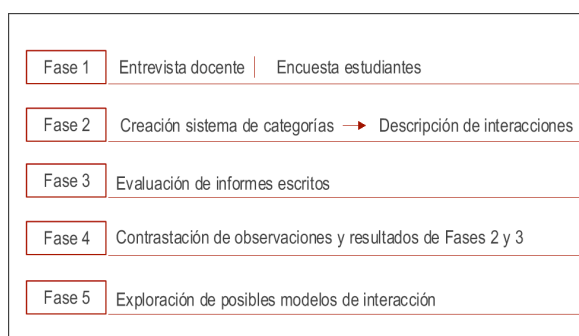 Fase 1 Entrevista docente Encuesta estudiantes
Fase 2 Creación sistema de categorías Descripción de interacciones
Fase 3 Evaluación de informes escritos
Fase 4 Contrastación de observaciones y resultados de Fases 2 y 3
Fase 5 Exploración de posibles modelos de interacción